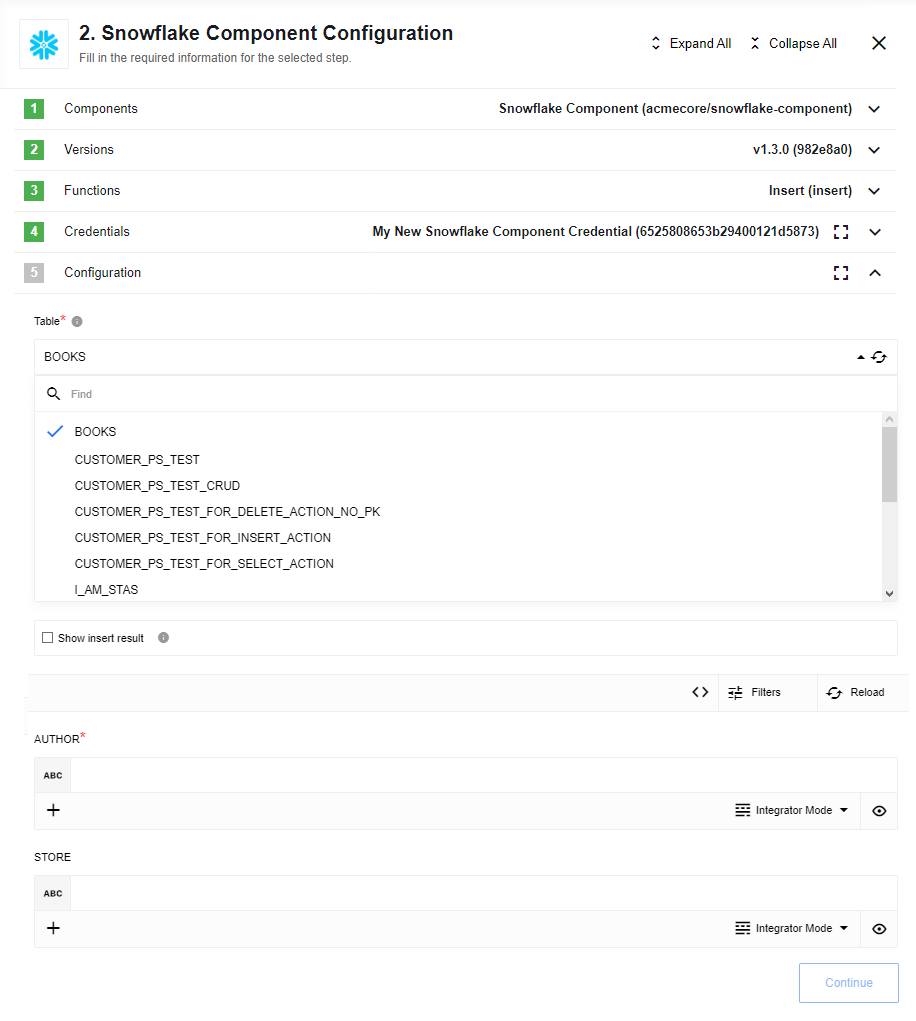 2. Snowflake Component Configuration
Fill in the required information for the selected step.
Expand All
Collapse All
1 Components Snowflake Component (acmecore/snowflake-component)
2 Versions v1.3.0 (982e8a0)
3 Functions Insert (insert)
4 Credentials My New Snowflake Component Credential (6525808653b29400121d5873)
5 Configuration
Table*
BOOKS
Find
BOOKS
CUSTOMER_PS_TEST
CUSTOMER_PS_TEST_CRUD
CUSTOMER_PS_TEST_FOR_DELETE_ACTION_NO_PK
CUSTOMER_PS_TEST_FOR_INSERT_ACTION
CUSTOMER_PS_TEST_FOR_SELECT_ACTION
I_AM_STAS
Show insert result
Filters Reload
AUTHOR*
ABC
Integrator Mode
STORE
ABC
Integrator Mode
Continue